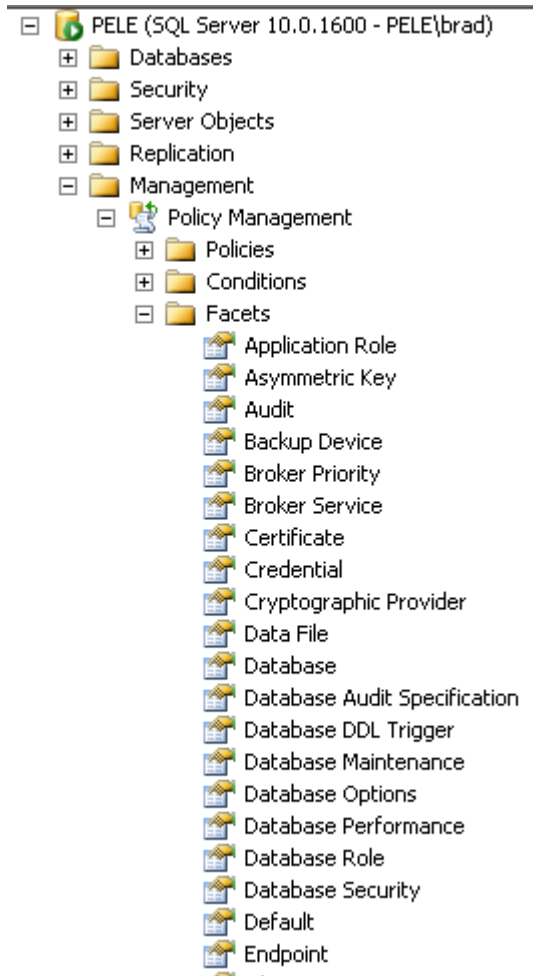 PELE (SQL Server 10.0.1600 - PELE\brad)
Databases
Security
Server Objects
Replication
Management
Policy Management
Policies
Conditions
Facets
Application Role
Asymmetric Key
Audit
Backup Device
Broker Priority
Broker Service
Certificate
Credential
Cryptographic Provider
Data File
Database
Database Audit Specification
Database DDL Trigger
Database Maintenance
Database Options
Database Performance
Database Role
Database Security
Default
Endpoint